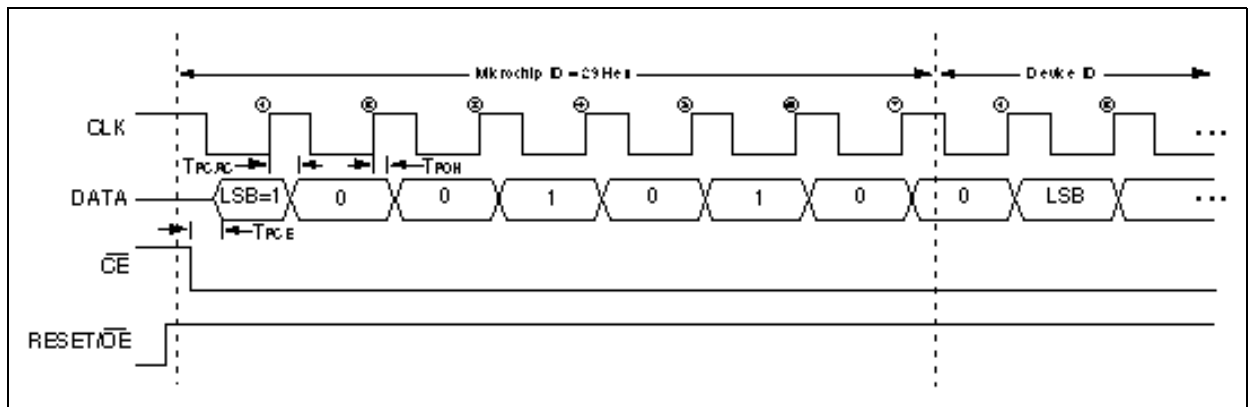 Microchip ID = 29 Hex
Device ID
CLK
TPCAC
TPOH
DATA
LSB=1 0 0 1 0 1 0 0 LSB
TPCE
CE
RESET/OE